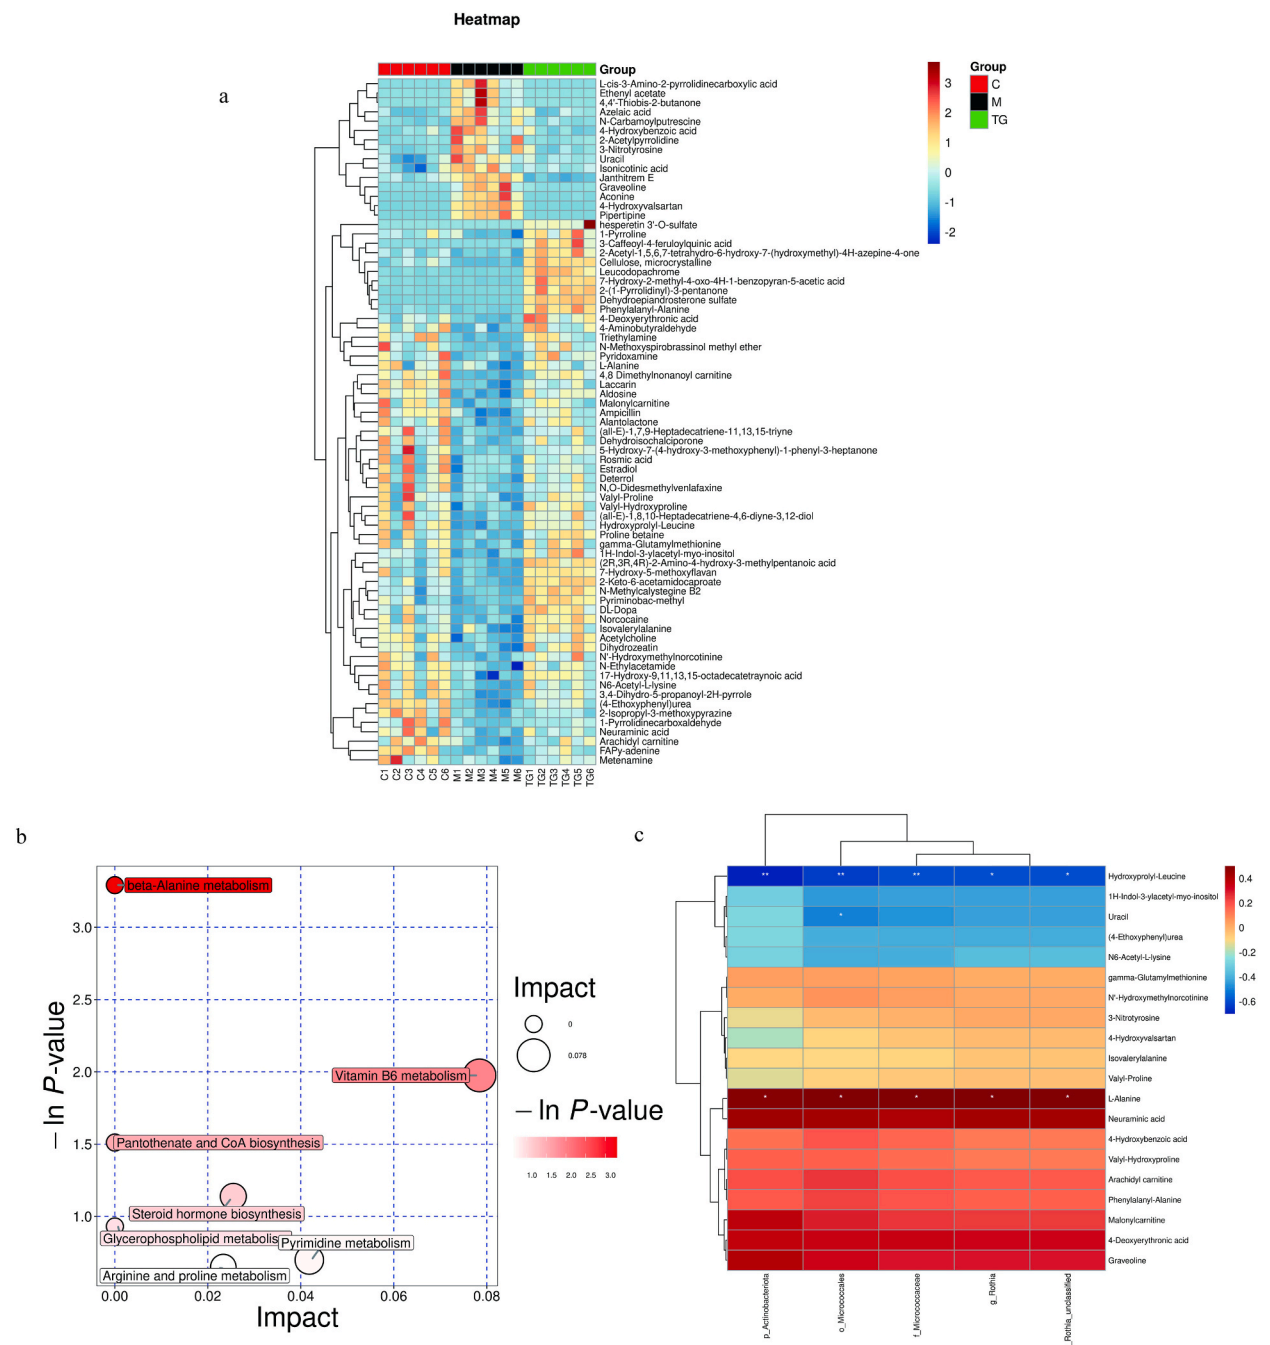 Heatmap
a
Group
L-cis-3-Amino-2-pyrrolidinecarboxylic acid
Ethenyl acetate
4,4'-Thiobis-2-butanone
Azelaic acid
N-Carbamoylputrescine
4-Hydroxybenzoic acid
2-Acetylpyrrolidine
3-Nitrotyrosine
Uracil
Isonicotinic acid
Janthitrem E
Graveoline
Aconine
4-Hydroxyvalsartan
Pipertipine
hesperetin 3'-O-sulfate
1-Pyrroline
3-Caffeoyl-4-feruloylquinic acid
2-Acetyl-1,5,6,7-tetrahydro-6-hydroxy-7-(hydroxymethyl)-4H-azepine-4-one
Cellulose, microcrystalline
Leucodopachrome
7-Hydroxy-2-methyl-4-oxo-4H-1-benzopyran-5-acetic acid
2-(1-Pyrrolidinyl)-3-pentanone
Dehydroepiandrosterone sulfate
Phenylalanyl-Alanine
4-Deoxyerythronic acid
4-Aminobutyraldehyde
Triethylamine
N-Methoxyspirobrassinol methyl ether
Pyridoxamine
L-Alanine
4,8 Dimethylnonanoyl carnitine
Laccarin
Aldosine
Malonylcarnitine
Ampicillin
Alantolactone
(all-E)-1,7,9-Heptadecatriene-11,13,15-triyne
Dehydroisochalciporone
5-Hydroxy-7-(4-hydroxy-3-methoxyphenyl)-1-phenyl-3-heptanone
Rosmic acid
Estradiol
Deterrol
N,O-Didesmethylvenlafaxine
Valyl-Proline
Valyl-Hydroxyproline
(all-E)-1,8,10-Heptadecatriene-4,6-diyne-3,12-diol
Hydroxyprolyl-Leucine
Proline betaine
gamma-Glutamylmethionine
1H-Indol-3-ylacetyl-myo-inositol
(2R,3R,4R)-2-Amino-4-hydroxy-3-methylpentanoic acid
7-Hydroxy-5-methoxyflavan
2-Keto-6-acetamidocaproate
N-Methylcalystegine B2
Pyriminobac-methyl
DL-Dopa
Norcocaine
Isovalerylalanine
Acetylcholine
Dihydrozeatin
N'-Hydroxymethylnorcotinine
N-Ethylacetamide
17-Hydroxy-9,11,13,15-octadecatetraynoic acid
N6-Acetyl-L-lysine
3,4-Dihydro-5-propanoyl-2H-pyrrole
(4-Ethoxyphenyl)urea
2-Isopropyl-3-methoxypyrazine
1-Pyrrolidinecarboxaldehyde
Neuraminic acid
Arachidyl carnitine
FAPy-adenine
Metenamine
C1 C2 C3 C4 C5 C6 M1 M2 M3 M4 M5 M6 TG1 TG2 TG3 TG4 TG5 TG6
3
2
1
0
-1
-2
Group
C
M
TG
b
beta-Alanine metabolism
Vitamin B6 metabolism
Pantothenate and CoA biosynthesis
Steroid hormone biosynthesis
Glycerophospholipid metabolis
Pyrimidine metabolism
Arginine and proline metabolism
3.0
2.5
2.0
1.5
1.0
− ln P-value
0.00 0.02 0.04 0.06 0.08
Impact
Impact
0
0.078
− ln P-value
1.0 1.5 2.0 2.5 3.0
c
** ** ** * *
*
* * * * *
Hydroxyprolyl-Leucine
1H-Indol-3-ylacetyl-myo-inositol
Uracil
(4-Ethoxyphenyl)urea
N6-Acetyl-L-lysine
gamma-Glutamylmethionine
N'-Hydroxymethylnorcotinine
3-Nitrotyrosine
4-Hydroxyvalsartan
Isovalerylalanine
Valyl-Proline
L-Alanine
Neuraminic acid
4-Hydroxybenzoic acid
Valyl-Hydroxyproline
Arachidyl carnitine
Phenylalanyl-Alanine
Malonylcarnitine
4-Deoxyerythronic acid
Graveoline
p_Actinobacteriota
o_Micrococcales
f_Micrococcaceae
g_Rothia
_Rothia_unclassified
0.4
0.2
0
-0.2
-0.4
-0.6